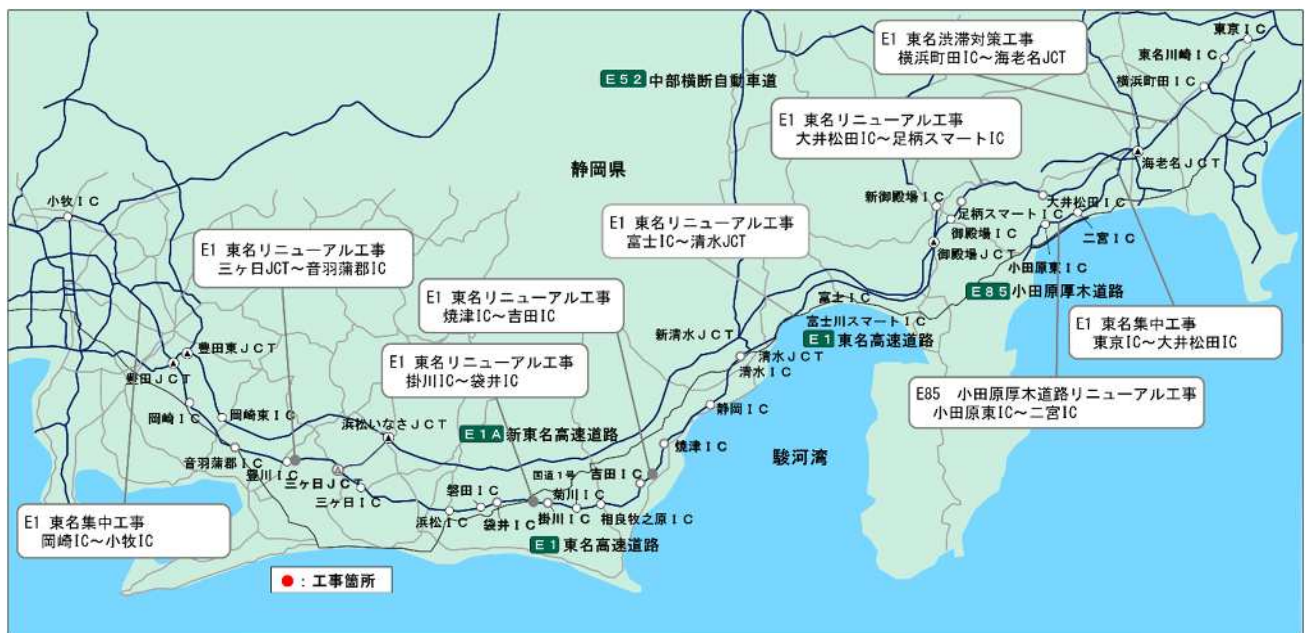 E1 東名渋滞対策工事
横浜町田IC～海老名JCT
東京ＩＣ
東名川崎ＩＣ
横浜町田ＩＣ
E52 中部横断自動車道
E1 東名リニューアル工事
大井松田IC～足柄スマートIC
海老名ＪＣＴ
静岡県
小牧ＩＣ
新御殿場ＩＣ
大井松田ＩＣ
足柄スマートＩＣ
御殿場ＩＣ
二宮ＩＣ
御殿場ＪＣＴ
小田原東ＩＣ
E1 東名リニューアル工事
富士IC～清水JCT
E1 東名リニューアル工事
三ヶ日JCT～音羽蒲郡IC
E1 東名リニューアル工事
焼津IC～吉田IC
E85 小田原厚木道路
富士ＩＣ
富士川スマートＩＣ
E1 東名高速道路
新清水ＪＣＴ
E1 東名集中工事
東京IC～大井松田IC
豊田東ＪＣＴ
豊田ＪＣＴ
清水ＪＣＴ
清水ＩＣ
E1 東名リニューアル工事
掛川IC～袋井IC
E85 小田原厚木道路リニューアル工事
小田原東IC～二宮IC
岡崎ＩＣ
岡崎東ＩＣ
静岡ＩＣ
浜松いなさＪＣＴ
E1A 新東名高速道路
焼津ＩＣ
駿河湾
音羽蒲郡ＩＣ
豊川ＩＣ
三ヶ日ＪＣＴ
三ヶ日ＩＣ
国道１号
吉田ＩＣ
磐田ＩＣ
菊川ＩＣ
浜松ＩＣ
袋井ＩＣ
掛川ＩＣ
相良牧之原ＩＣ
E1 東名集中工事
岡崎IC～小牧IC
E1 東名高速道路
●：工事箇所